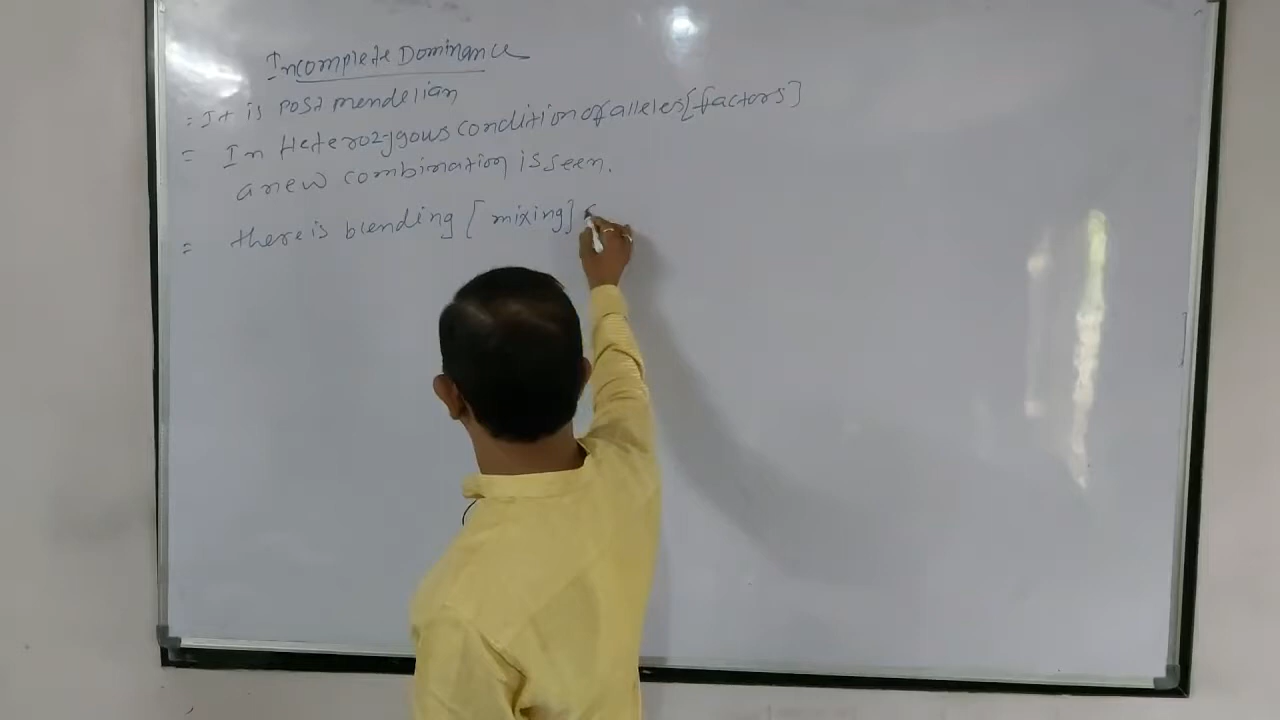 Incomplete Dominance
= It is post mendelian
= In Heterozygous condition of alleles [factors]
a new combination is seen.
= there is blending [mixing]